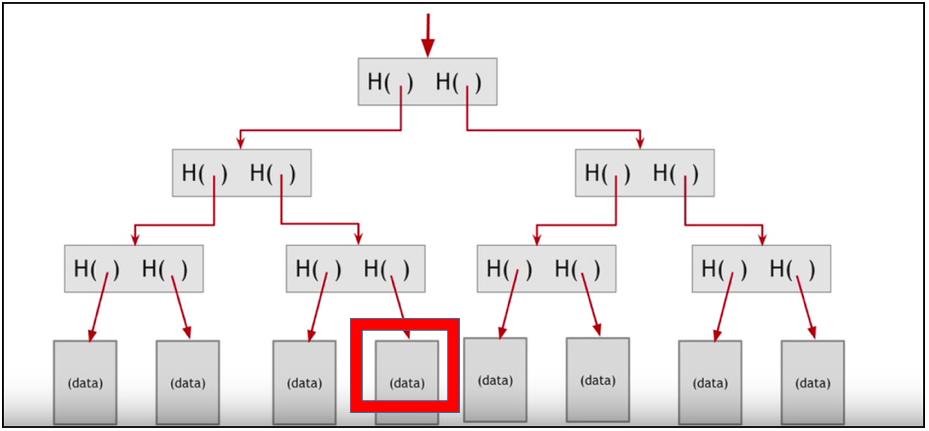 H( ) H( )
H( ) H( ) H( ) H( )
H( ) H( ) H( ) H( ) H( ) H( ) H( ) H( )
(data) (data) (data) (data) (data) (data) (data) (data)